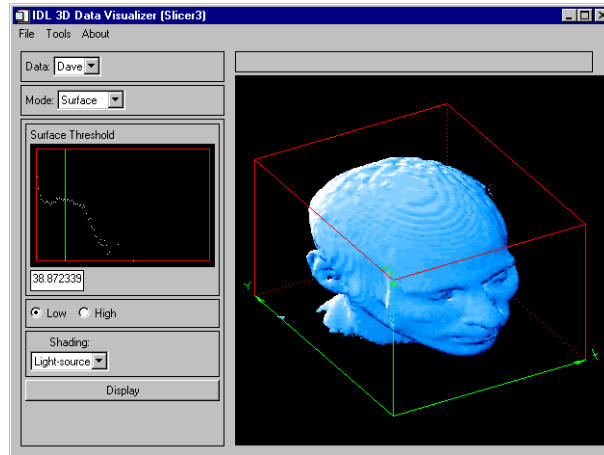 IDL 3D Data Visualizer (Slicer3)
File Tools About
Data: Dave
Mode: Surface
Surface Threshold
38.872339
Low High
Shading:
Light-source
Display
Y
X